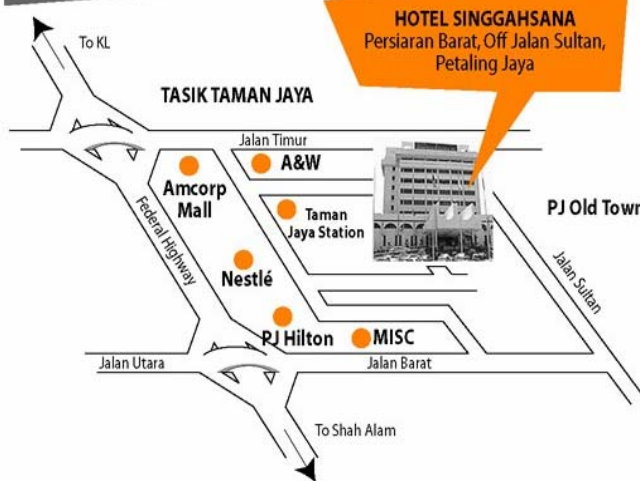 HOTEL SINGGAHSANA
Persiaran Barat, Off Jalan Sultan,
Petaling Jaya
To KL
TASIK TAMAN JAYA
Jalan Timur
A&W
Amcorp
Mall
Taman
Jaya Station
PJ Old Town
Federal Highway
Jalan Sultan
Nestlé
PJ Hilton
MISC
Jalan Utara
Jalan Barat
To Shah Alam